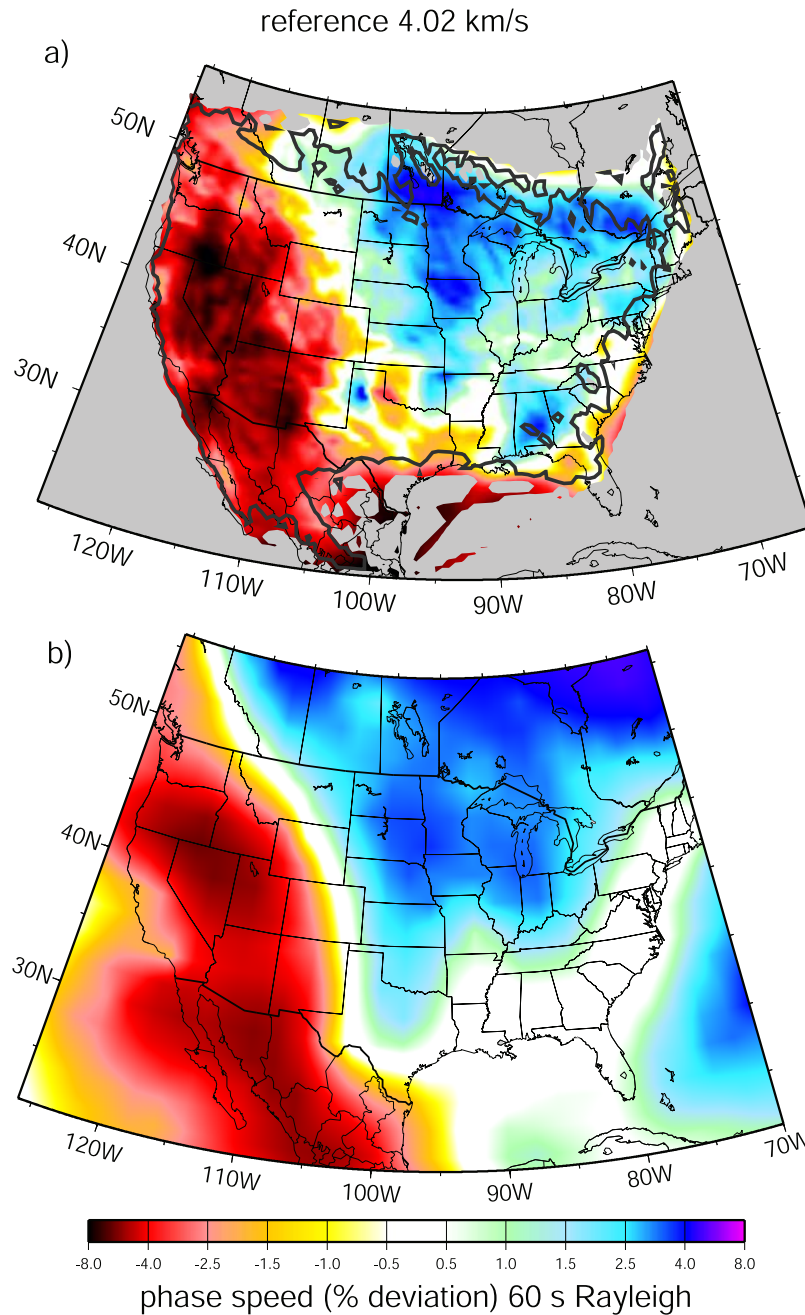 reference 4.02 km/s
a)
50N
40N
30N
120W
110W
100W
90W
80W
70W
b)
50N
40N
30N
120W
110W
100W
90W
80W
70W
-8.0 -4.0 -2.5 -1.5 -1.0 -0.5 0.5 1.0 1.5 2.5 4.0 8.0
phase speed (% deviation) 60 s Rayleigh